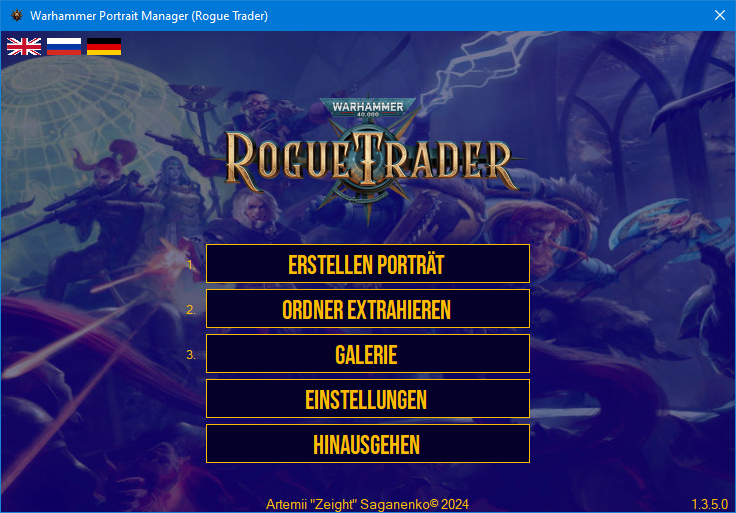 Warhammer Portrait Manager (Rogue Trader)
WARHAMMER
40,000
ROGUE TRADER
1. ERSTELLEN PORTRÄT
2. ORDNER EXTRAHIEREN
3. GALERIE
EINSTELLUNGEN
HINAUSGEHEN
Artemii "Zeight" Saganenko© 2024
1.3.5.0